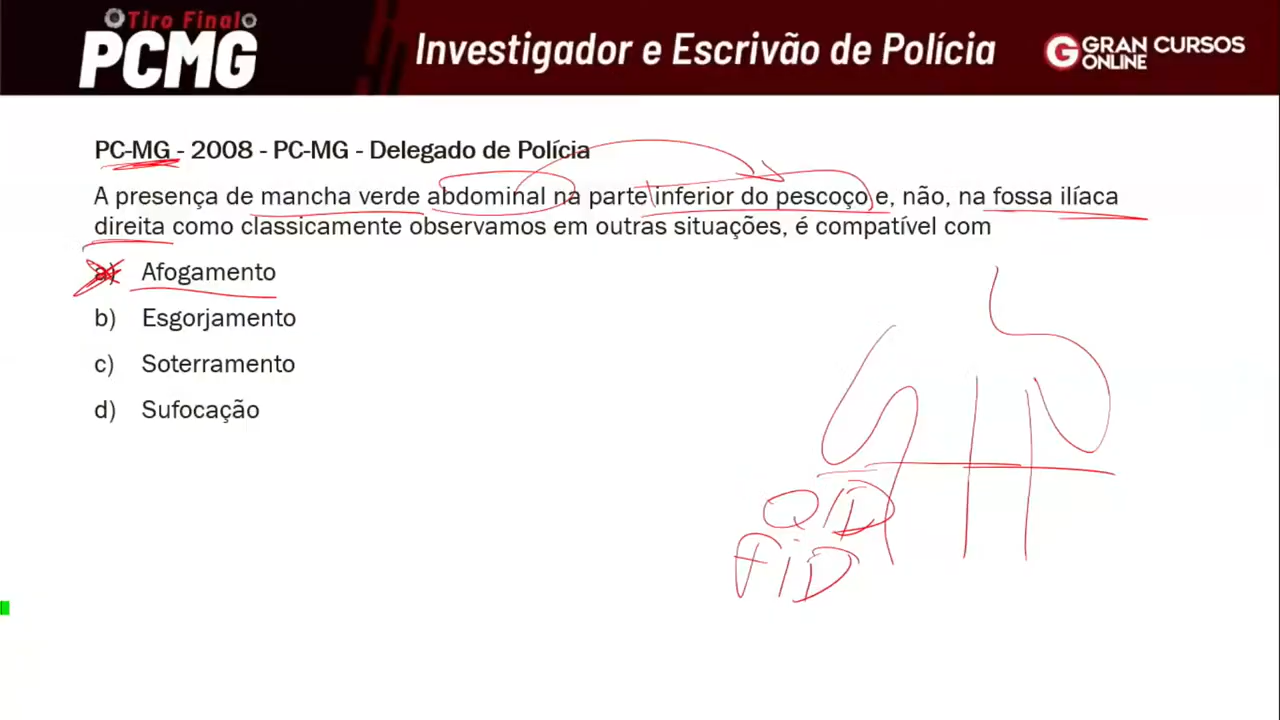 Tiro Final
PCMG
Investigador e Escrivão de Polícia
GRAN CURSOS
ONLINE
PC-MG - 2008 - PC-MG - Delegado de Polícia
A presença de mancha verde abdominal na parte inferior do pescoço e, não, na fossa ilíaca
direita como classicamente observamos em outras situações, é compatível com
a) Afogamento
b) Esgorjamento
c) Soterramento
d) Sufocação
QID
FID